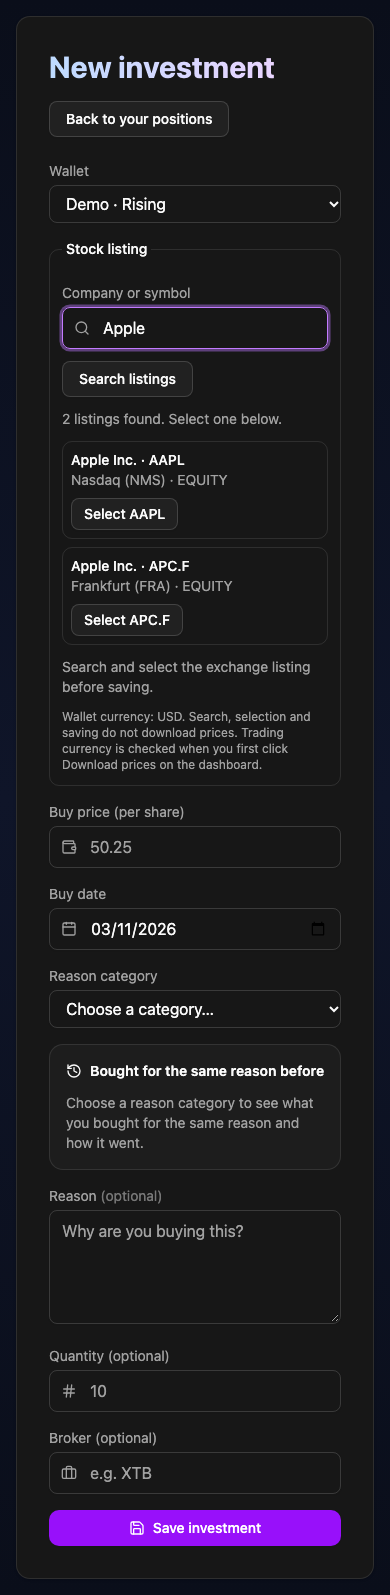 New investment
Back to your positions
Wallet
Demo · Rising
Stock listing
Company or symbol
Apple
Search listings
2 listings found. Select one below.
Apple Inc. · AAPL
Nasdaq (NMS) · EQUITY
Select AAPL
Apple Inc. · APC.F
Frankfurt (FRA) · EQUITY
Select APC.F
Search and select the exchange listing
before saving.
Wallet currency: USD. Search, selection and
saving do not download prices. Trading
currency is checked when you first click
Download prices on the dashboard.
Buy price (per share)
50.25
Buy date
03/11/2026
Reason category
Choose a category...
Bought for the same reason before
Choose a reason category to see what
you bought for the same reason and
how it went.
Reason (optional)
Why are you buying this?
Quantity (optional)
10
Broker (optional)
e.g. XTB
Save investment